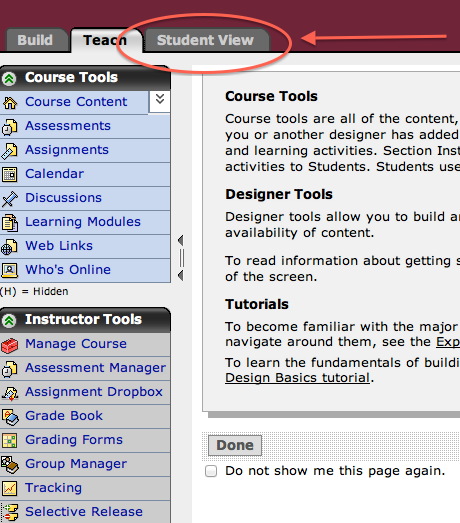 Build
Teach
Student View
Course Tools
Course Content
Assessments
Assignments
Calendar
Discussions
Learning Modules
Web Links
Who's Online
(H) = Hidden
Instructor Tools
Manage Course
Assessment Manager
Assignment Dropbox
Grade Book
Grading Forms
Group Manager
Tracking
Selective Release
Course Tools
Course tools are all of the content,
you or another designer has added
and learning activities. Section Inst
activities to Students. Students use
Designer Tools
Designer tools allow you to build a
availability of content.
To read information about getting s
of the screen.
Tutorials
To become familiar with the major
navigate around them, see the Exp
To learn the fundamentals of buildi
Design Basics tutorial.
Done
Do not show me this page again.